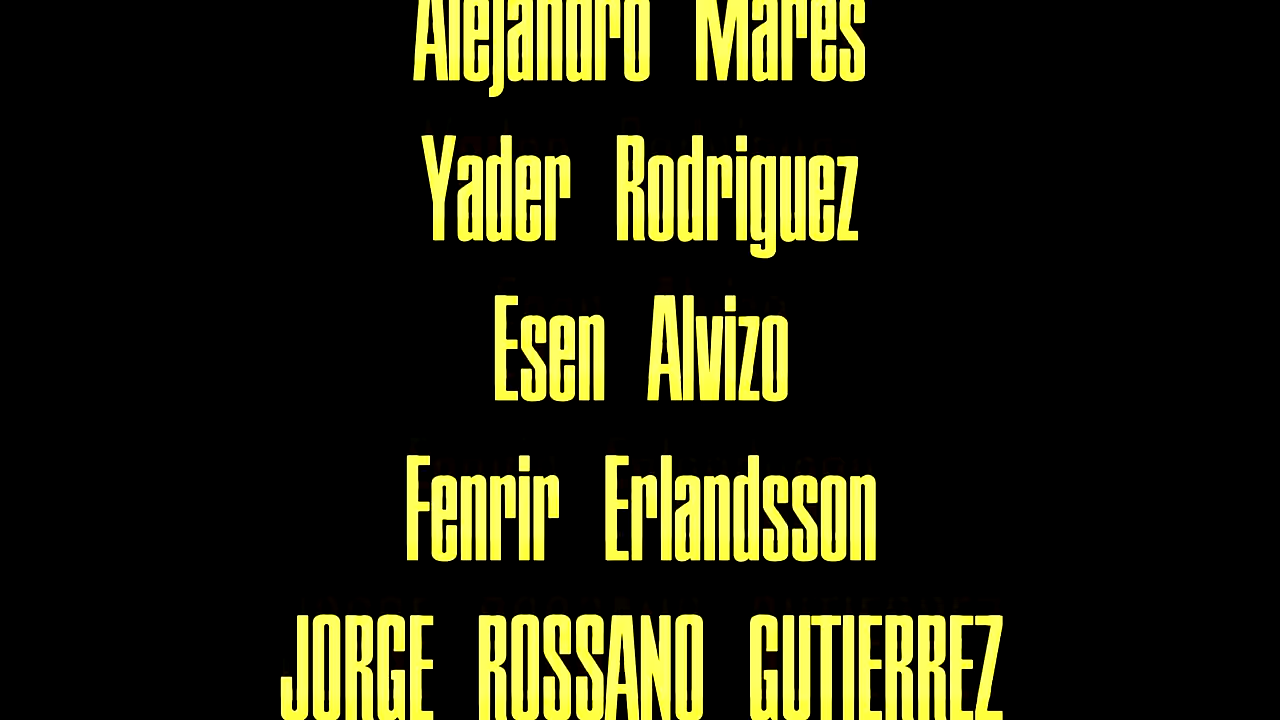 Alejandro Mares
Yader Rodriguez
Esen Alvizo
Fenrir Erlandsson
JORGE ROSSANO GUTIERREZ